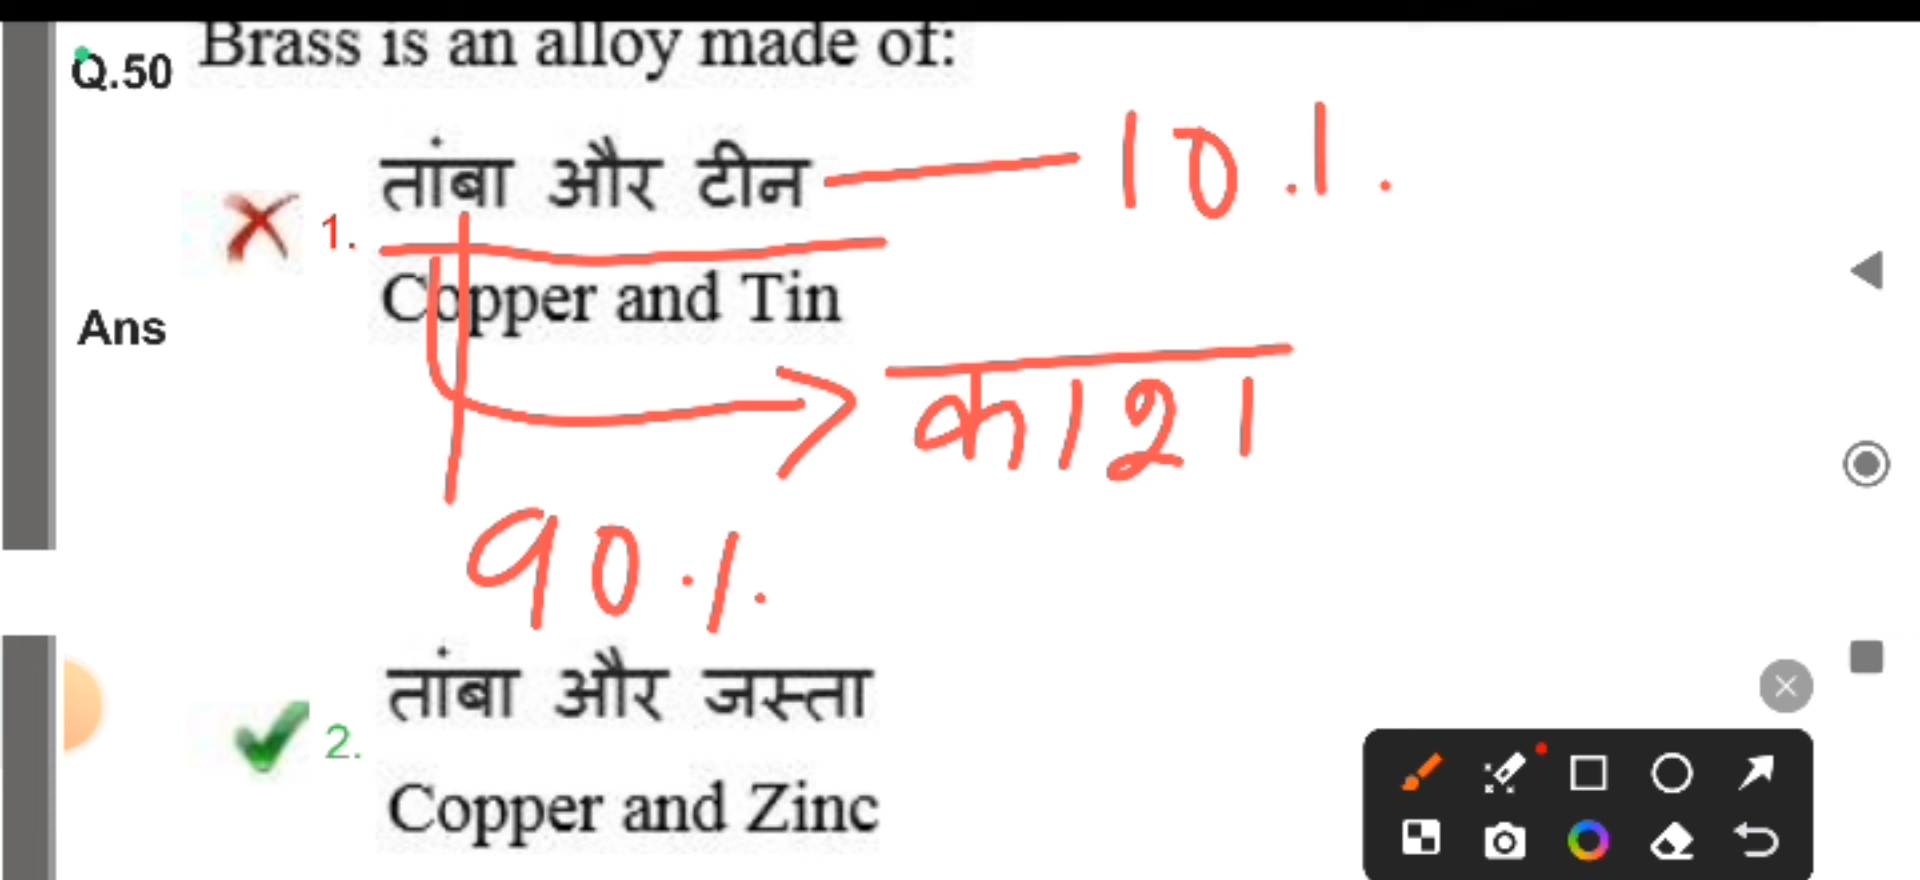 Q.50 Brass is an alloy made of:
तांबा और टीन 10%
1.
Copper and Tin
Ans
कांश
90%
तांबा और जस्ता
2.
Copper and Zinc